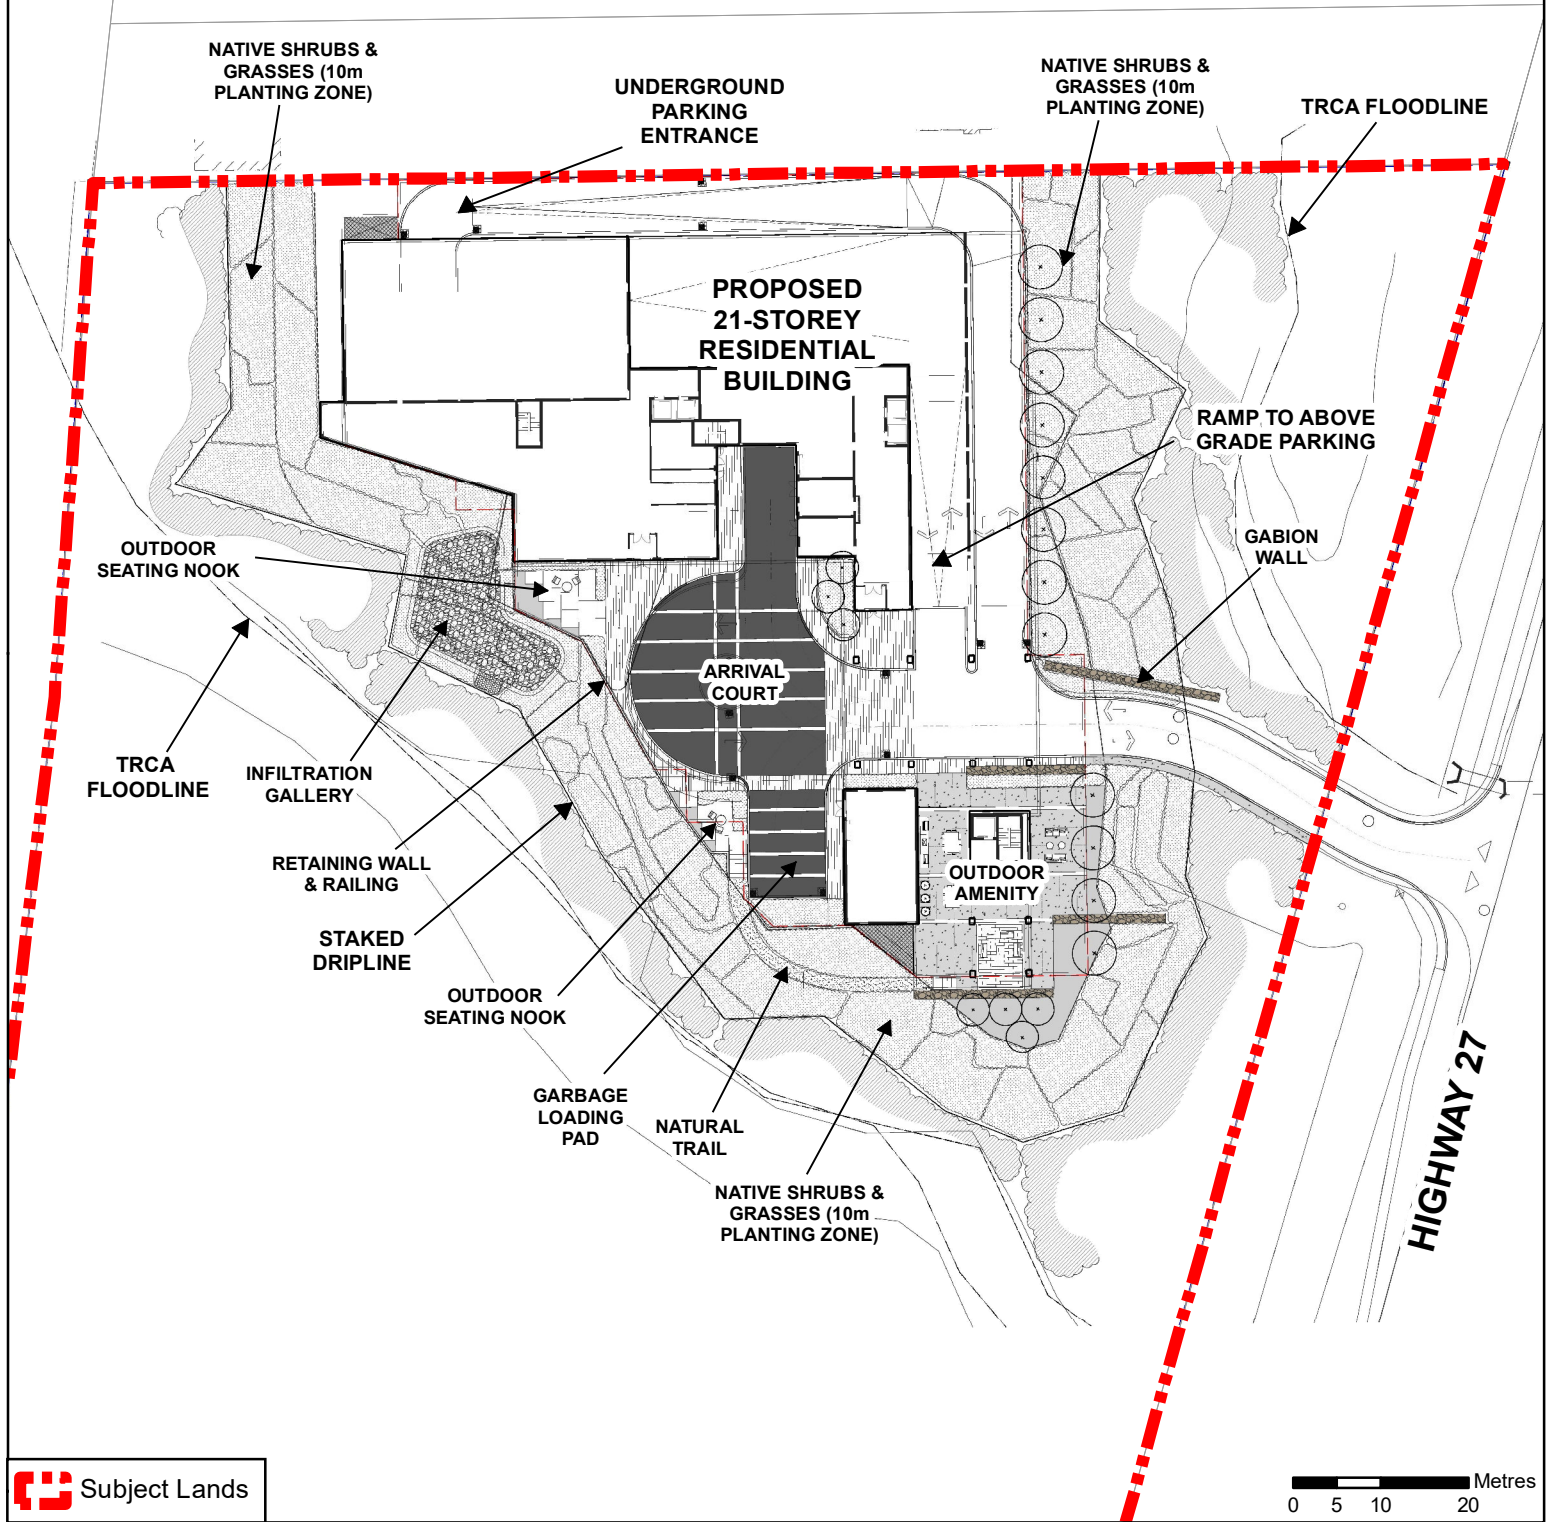 NATIVE SHRUBS &
GRASSES (10m
PLANTING ZONE)
UNDERGROUND
PARKING
ENTRANCE
NATIVE SHRUBS &
GRASSES (10m
PLANTING ZONE)
TRCA FLOODLINE
PROPOSED
21-STOREY
RESIDENTIAL
BUILDING
RAMP TO ABOVE
GRADE PARKING
OUTDOOR
SEATING NOOK
GABION
WALL
ARRIVAL
COURT
TRCA
FLOODLINE
INFILTRATION
GALLERY
RETAINING WALL
& RAILING
OUTDOOR
AMENITY
STAKED
DRIPLINE
OUTDOOR
SEATING NOOK
GARBAGE
LOADING
PAD
NATURAL
TRAIL
NATIVE SHRUBS &
GRASSES (10m
PLANTING ZONE)
HIGHWAY 27
Subject Lands
Metres
0 5 10 20